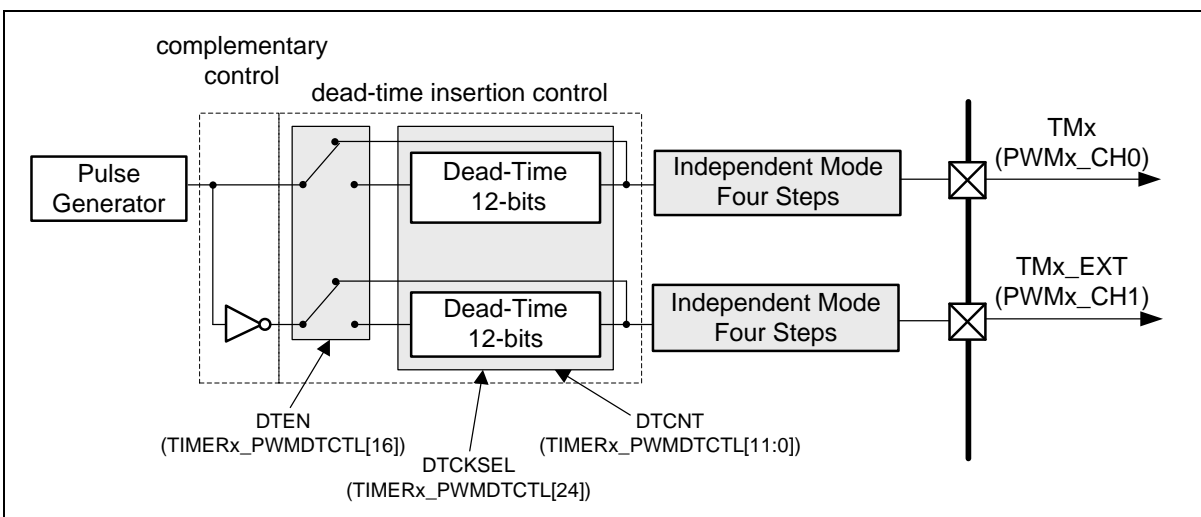 complementary
control
dead-time insertion control
Pulse
Generator
Dead-Time
12-bits
Independent Mode
Four Steps
TMx
(PWMx_CH0)
Dead-Time
12-bits
Independent Mode
Four Steps
TMx_EXT
(PWMx_CH1)
DTEN
(TIMERx_PWMDTCTL[16])
DTCKSEL
(TIMERx_PWMDTCTL[24])
DTCNT
(TIMERx_PWMDTCTL[11:0])